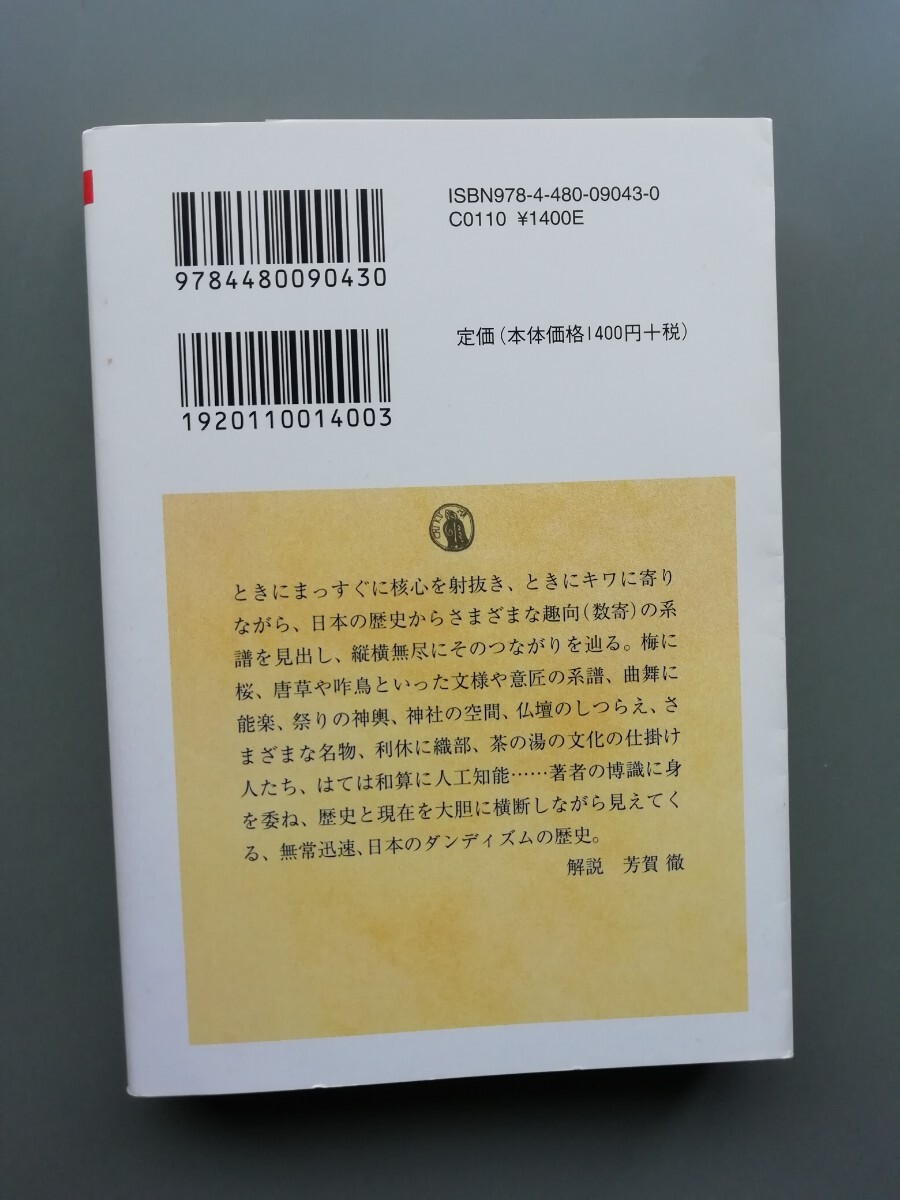 ISBN978-4-480-09043-0
C0110 ¥1400E
9784480090430
定価(本体価格1400円+税)
1920110014003
ときにまっすぐに核心を射抜き、ときにキワに寄り
ながら、日本の歴史からさまざまな趣向(数寄)の系
譜を見出し、縦横無尽にそのつながりを辿る。梅に
桜、唐草や咋鳥といった文様や意匠の系譜、曲舞に
能楽、祭りの神輿、神社の空間、仏壇のしつらえ、さ
まざまな名物、利休に織部、茶の湯の文化の仕掛け
人たち、はては和算に人工知能……著者の博識に身
を委ね、歴史と現在を大胆に横断しながら見えてく
る、無常迅速、日本のダンディズムの歴史。
解説 芳賀 徹